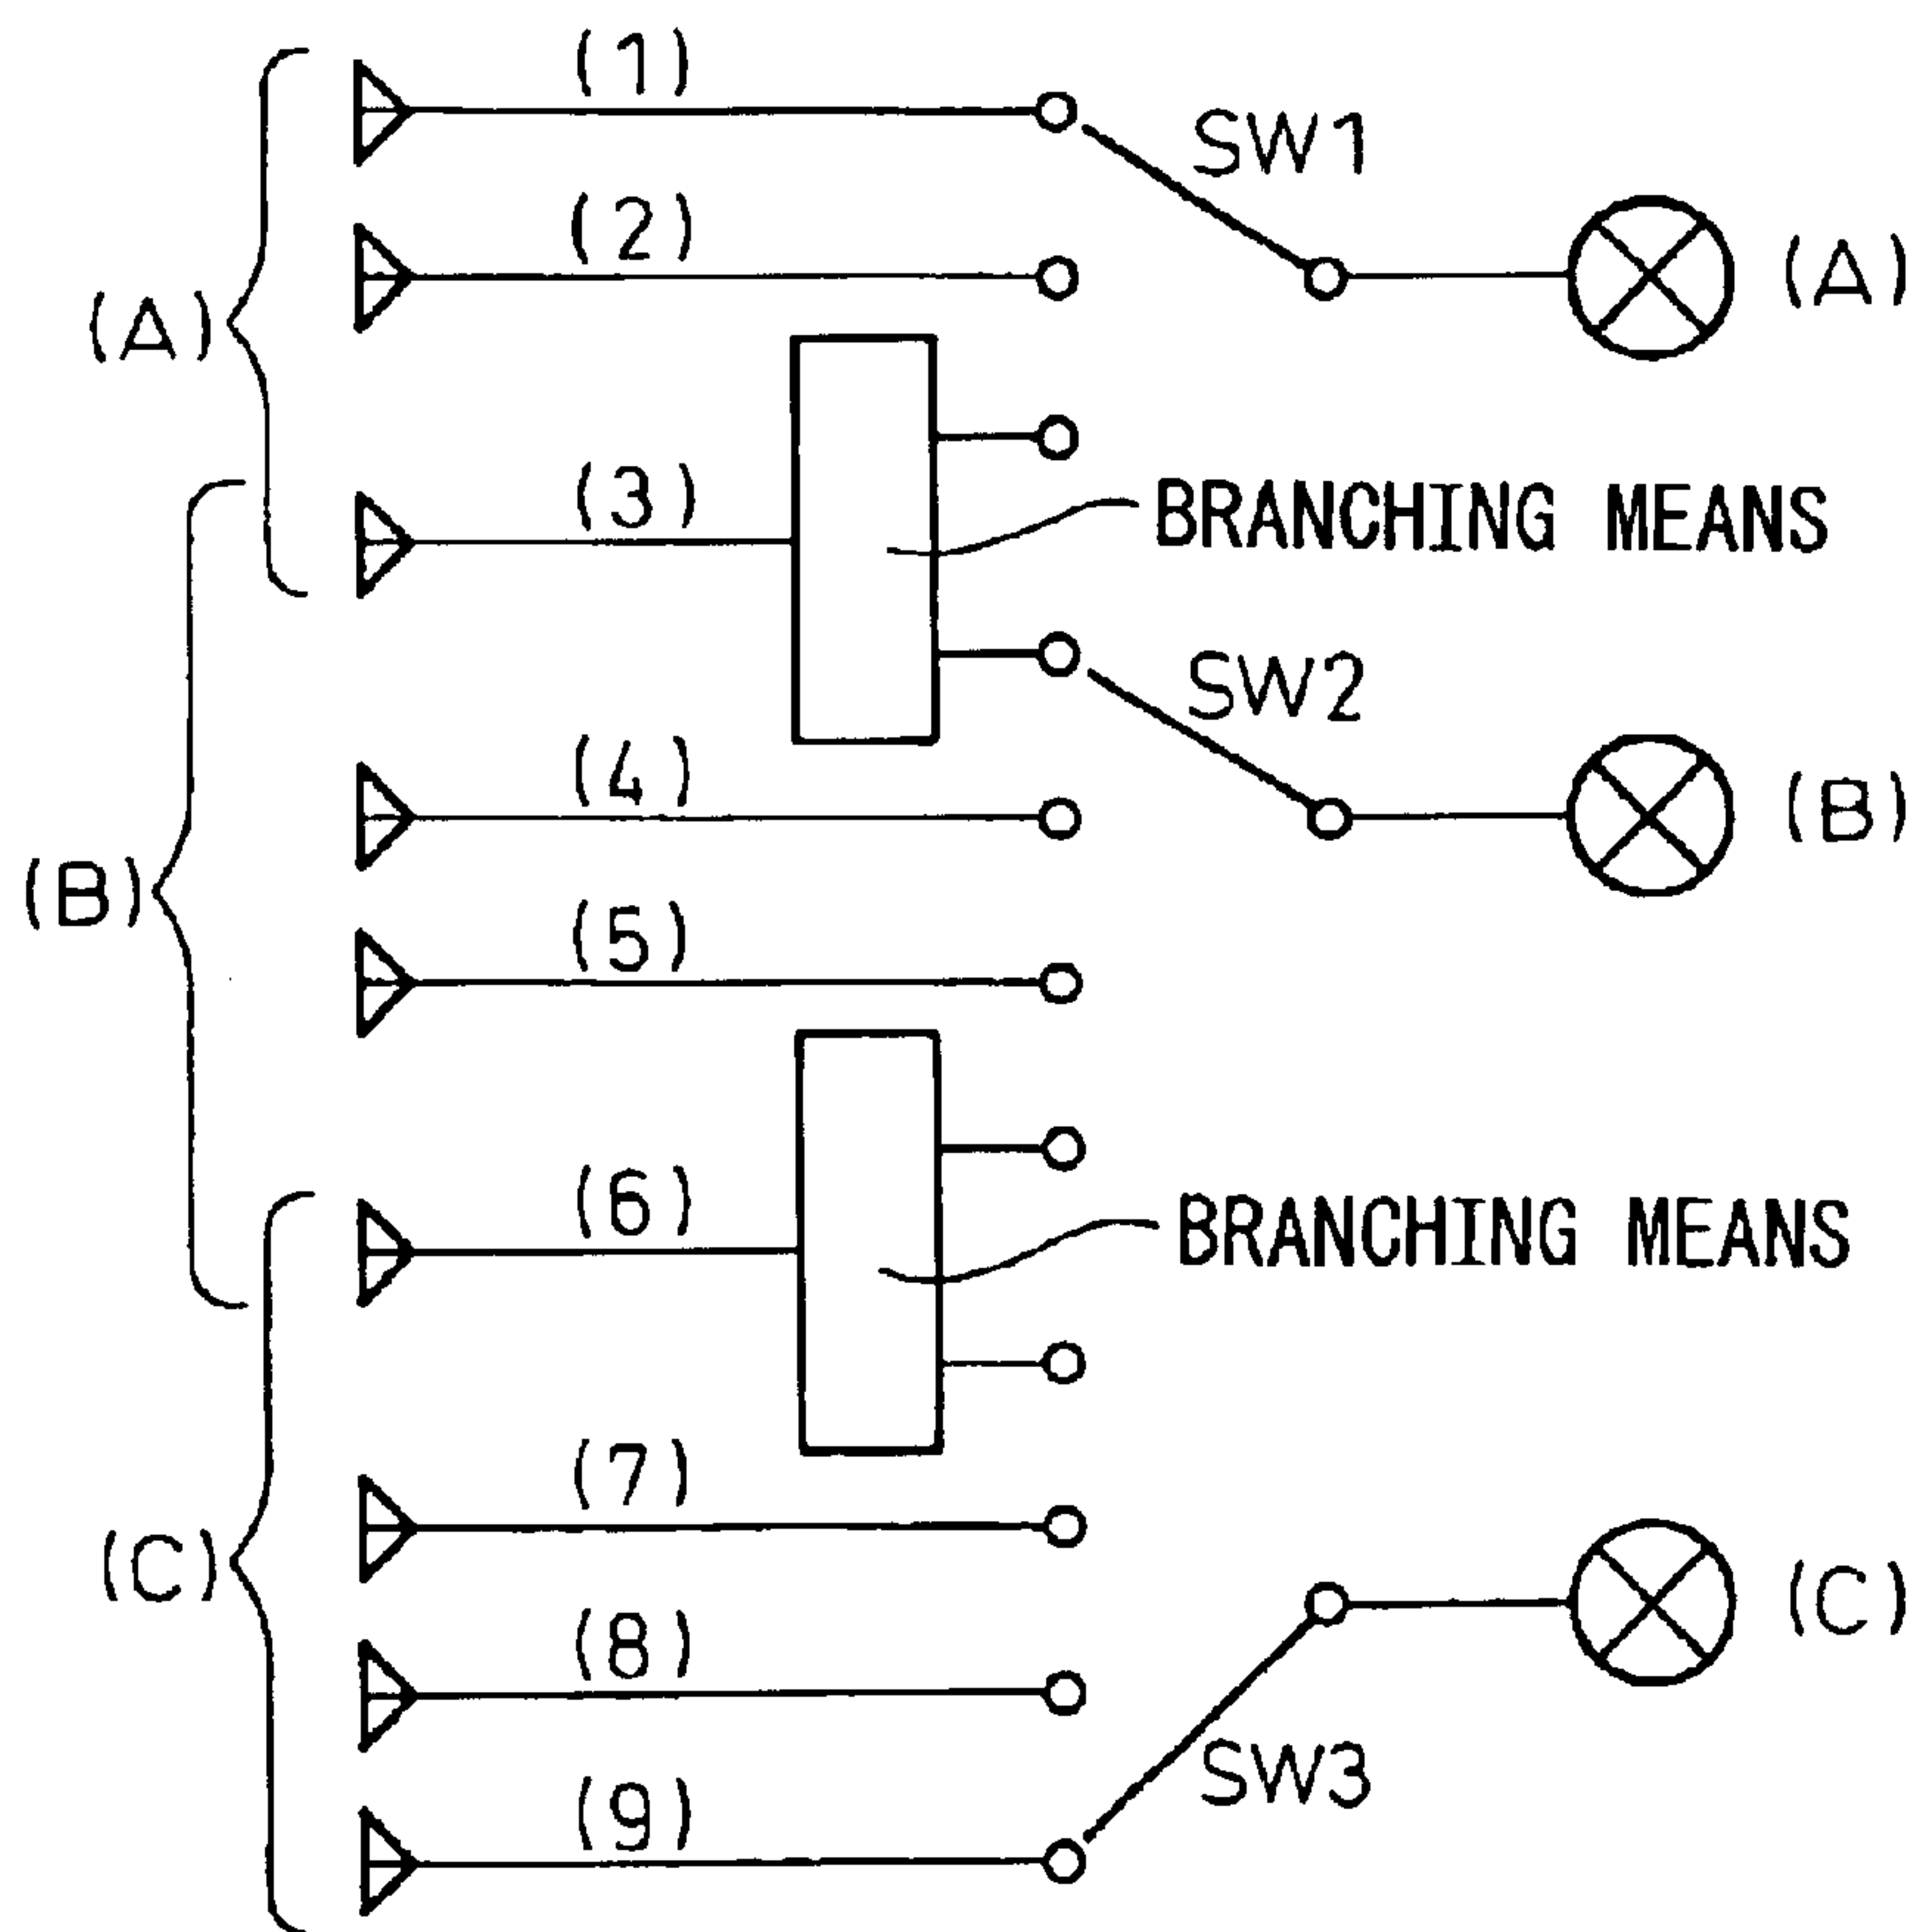 (1)
SW1
(2)
(A) (A)
(3) BRANCHING MEANS
SW2
(4) (B)
(B)
(5)
(6) BRANCHING MEANS
(7)
(C) (C)
(8)
SW3
(9)